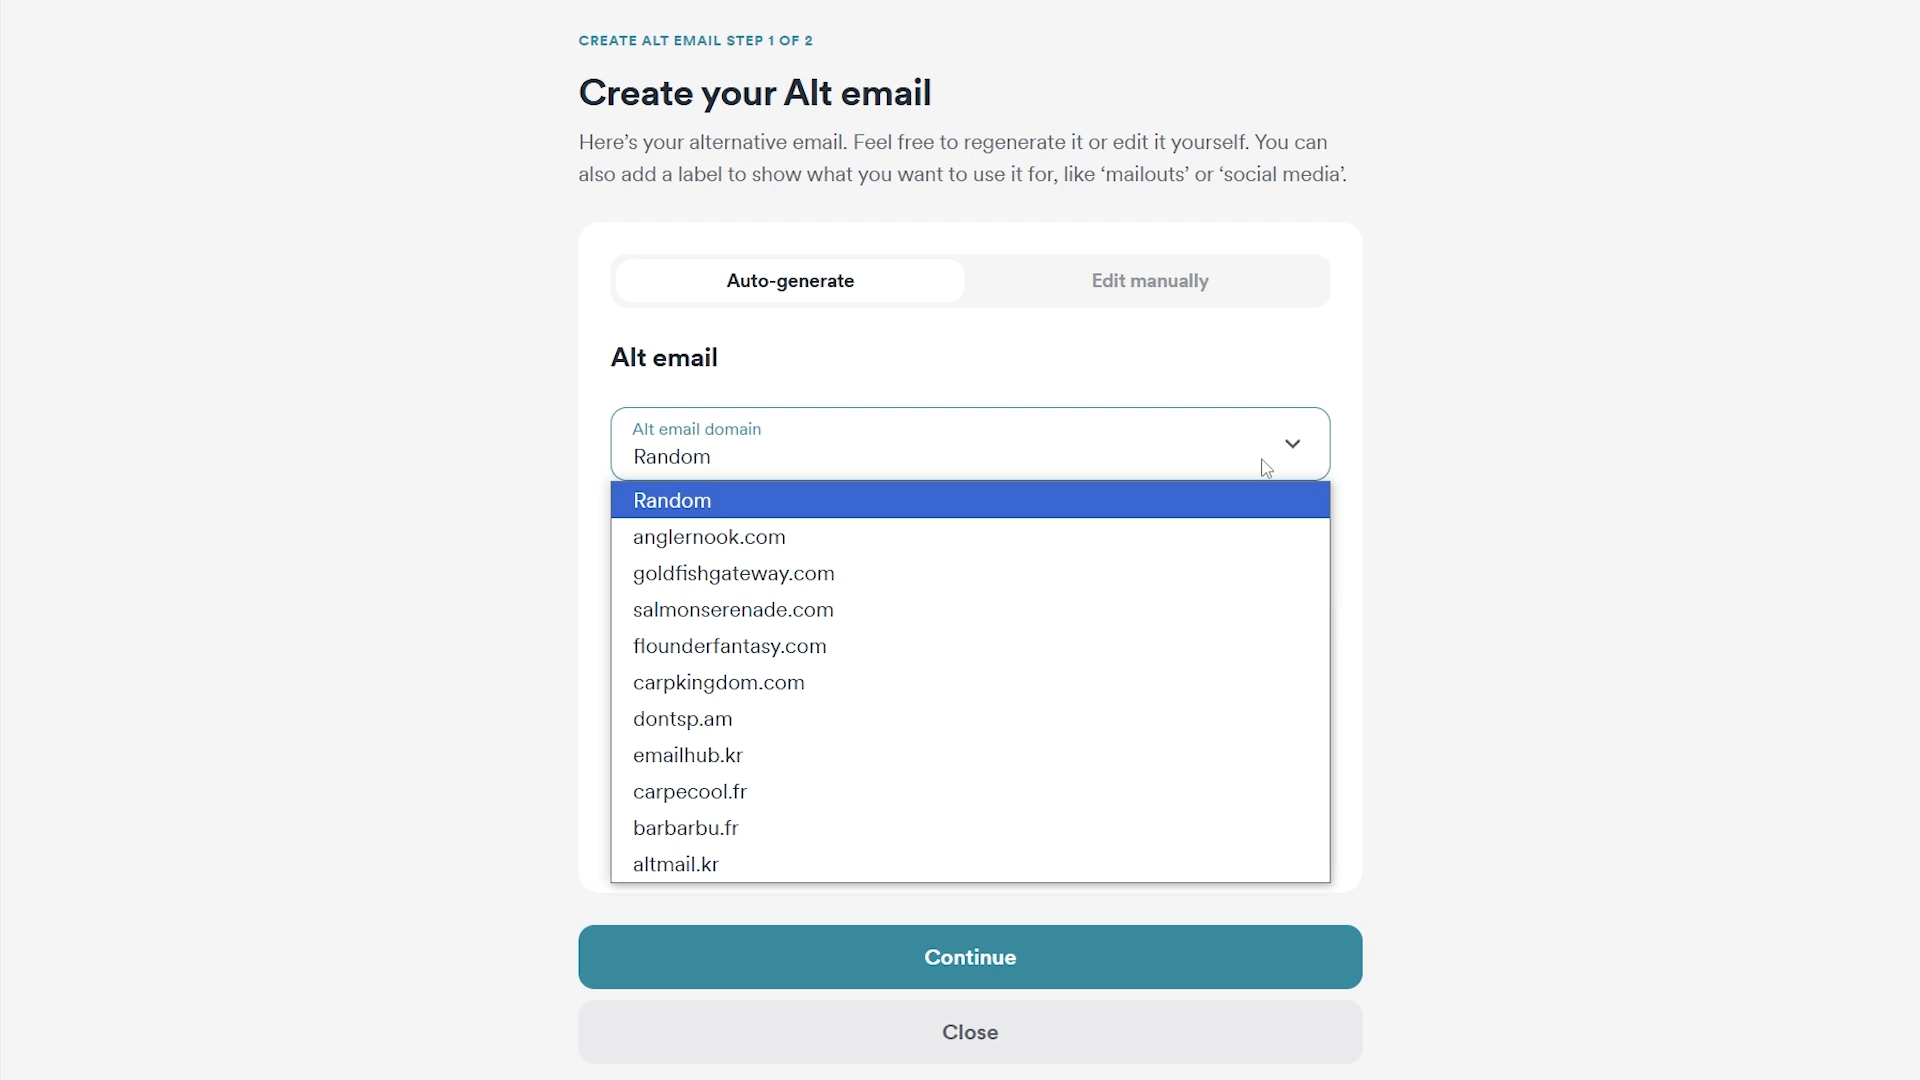 CREATE ALT EMAIL STEP 1 OF 2
Create your Alt email
Here’s your alternative email. Feel free to regenerate it or edit it yourself. You can
also add a label to show what you want to use it for, like ‘mailouts’ or ‘social media’.
Auto-generate
Edit manually
Alt email
Alt email domain
Random
Random
anglernook.com
goldfishgateway.com
salmonserenade.com
flounderfantasy.com
carpkingdom.com
dontsp.am
emailhub.kr
carpecool.fr
barbarbu.fr
altmail.kr
Continue
Close